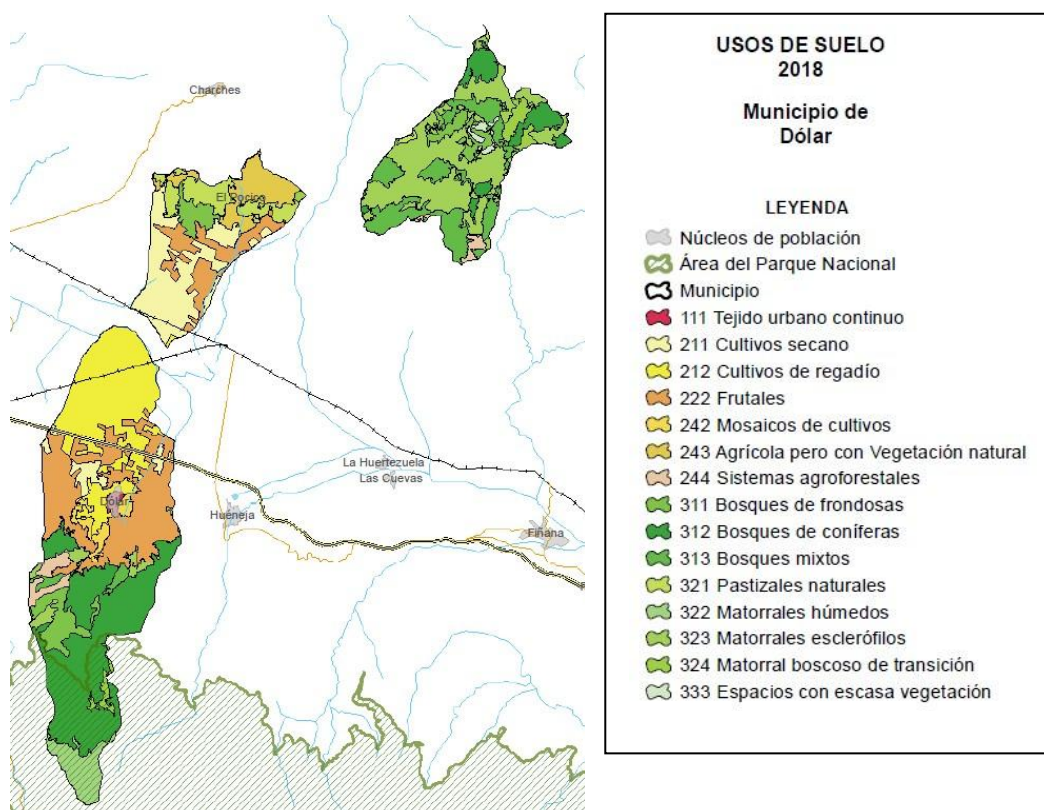 Charches
El Pocico
Dólar
Hueneja
La Huertezuela
Las Cuevas
Fiñana
USOS DE SUELO
2018
Municipio de
Dólar
LEYENDA
Núcleos de población
Área del Parque Nacional
Municipio
111 Tejido urbano continuo
211 Cultivos secano
212 Cultivos de regadío
222 Frutales
242 Mosaicos de cultivos
243 Agrícola pero con Vegetación natural
244 Sistemas agroforestales
311 Bosques de frondosas
312 Bosques de coníferas
313 Bosques mixtos
321 Pastizales naturales
322 Matorrales húmedos
323 Matorrales esclerófilos
324 Matorral boscoso de transición
333 Espacios con escasa vegetación